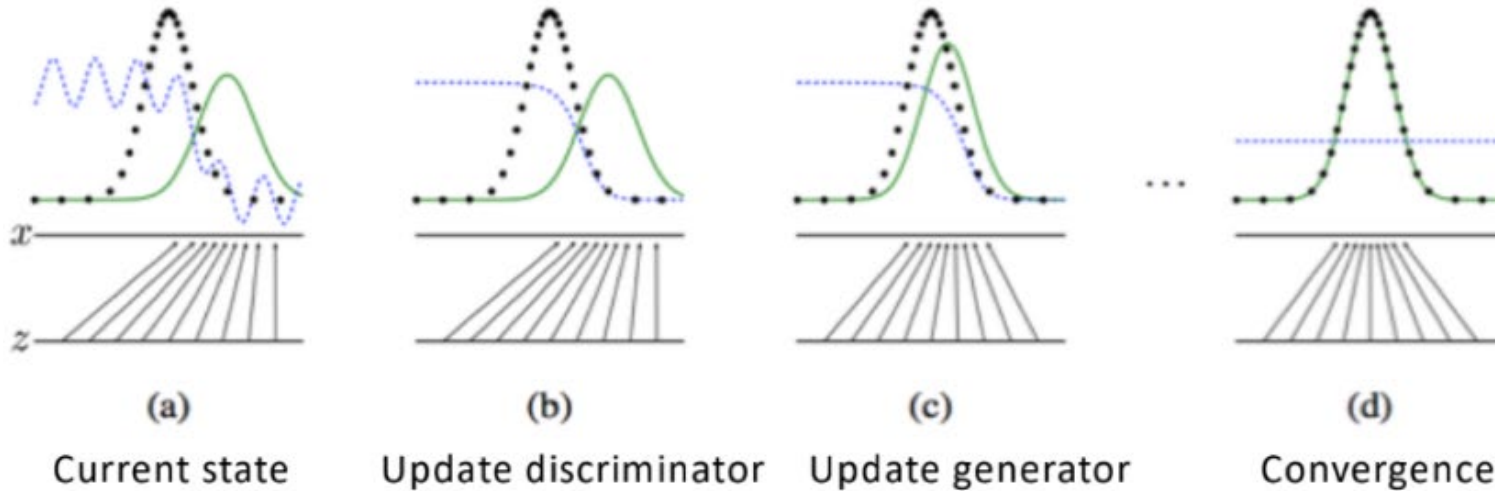 x
z
(a) (b) (c) (d)
Current state Update discriminator Update generator Convergence